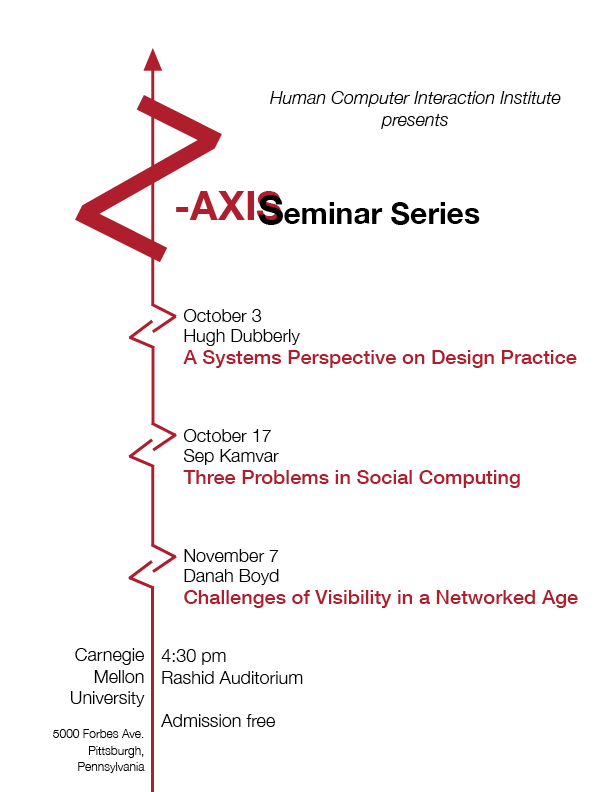 Human Computer Interaction Institute
presents
Z-AXIS Seminar Series
October 3
Hugh Dubberly
A Systems Perspective on Design Practice
October 17
Sep Kamvar
Three Problems in Social Computing
November 7
Danah Boyd
Challenges of Visibility in a Networked Age
Carnegie
Mellon
University
5000 Forbes Ave.
Pittsburgh,
Pennsylvania
4:30 pm
Rashid Auditorium
Admission free